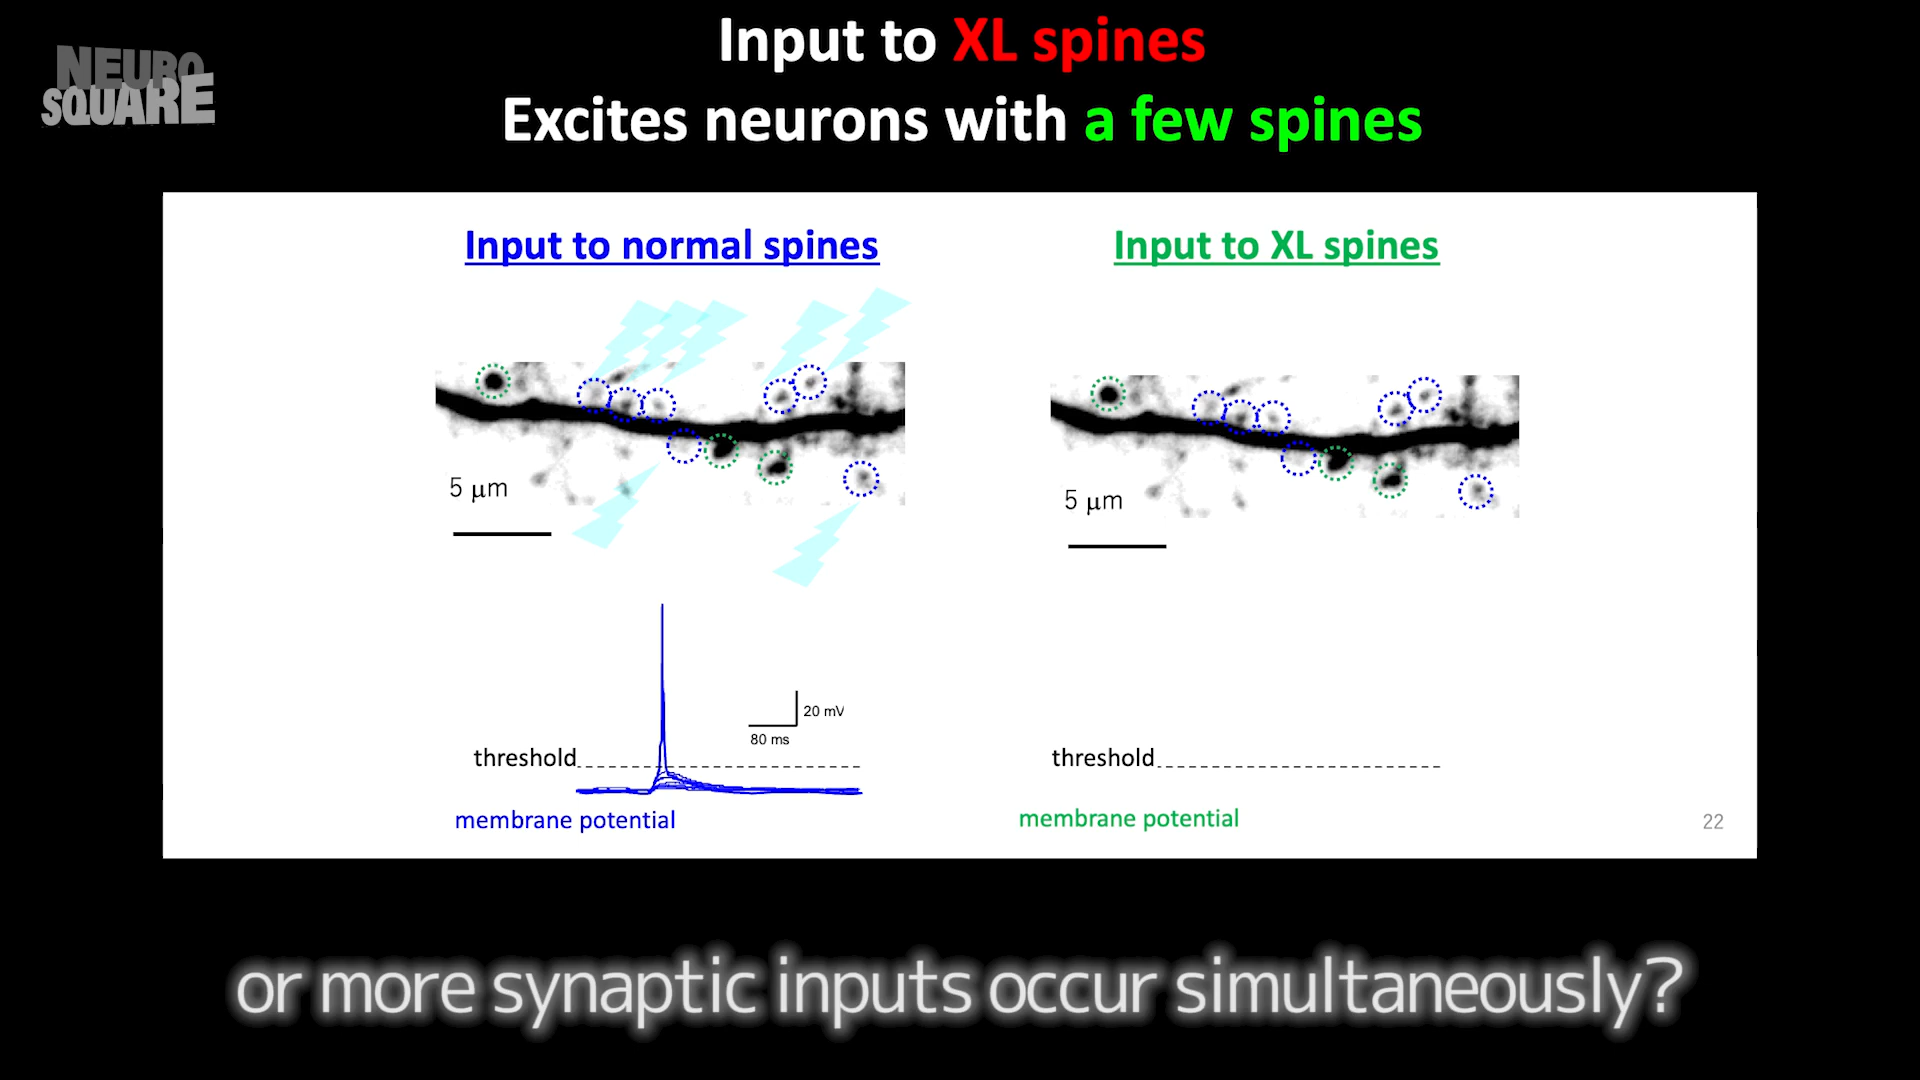 NEURO
SQUARE
Input to XL spines
Excites neurons with a few spines
Input to normal spines
Input to XL spines
5 μm
5 μm
20 mV
80 ms
threshold
threshold
membrane potential
membrane potential
22
or more synaptic inputs occur simultaneously?